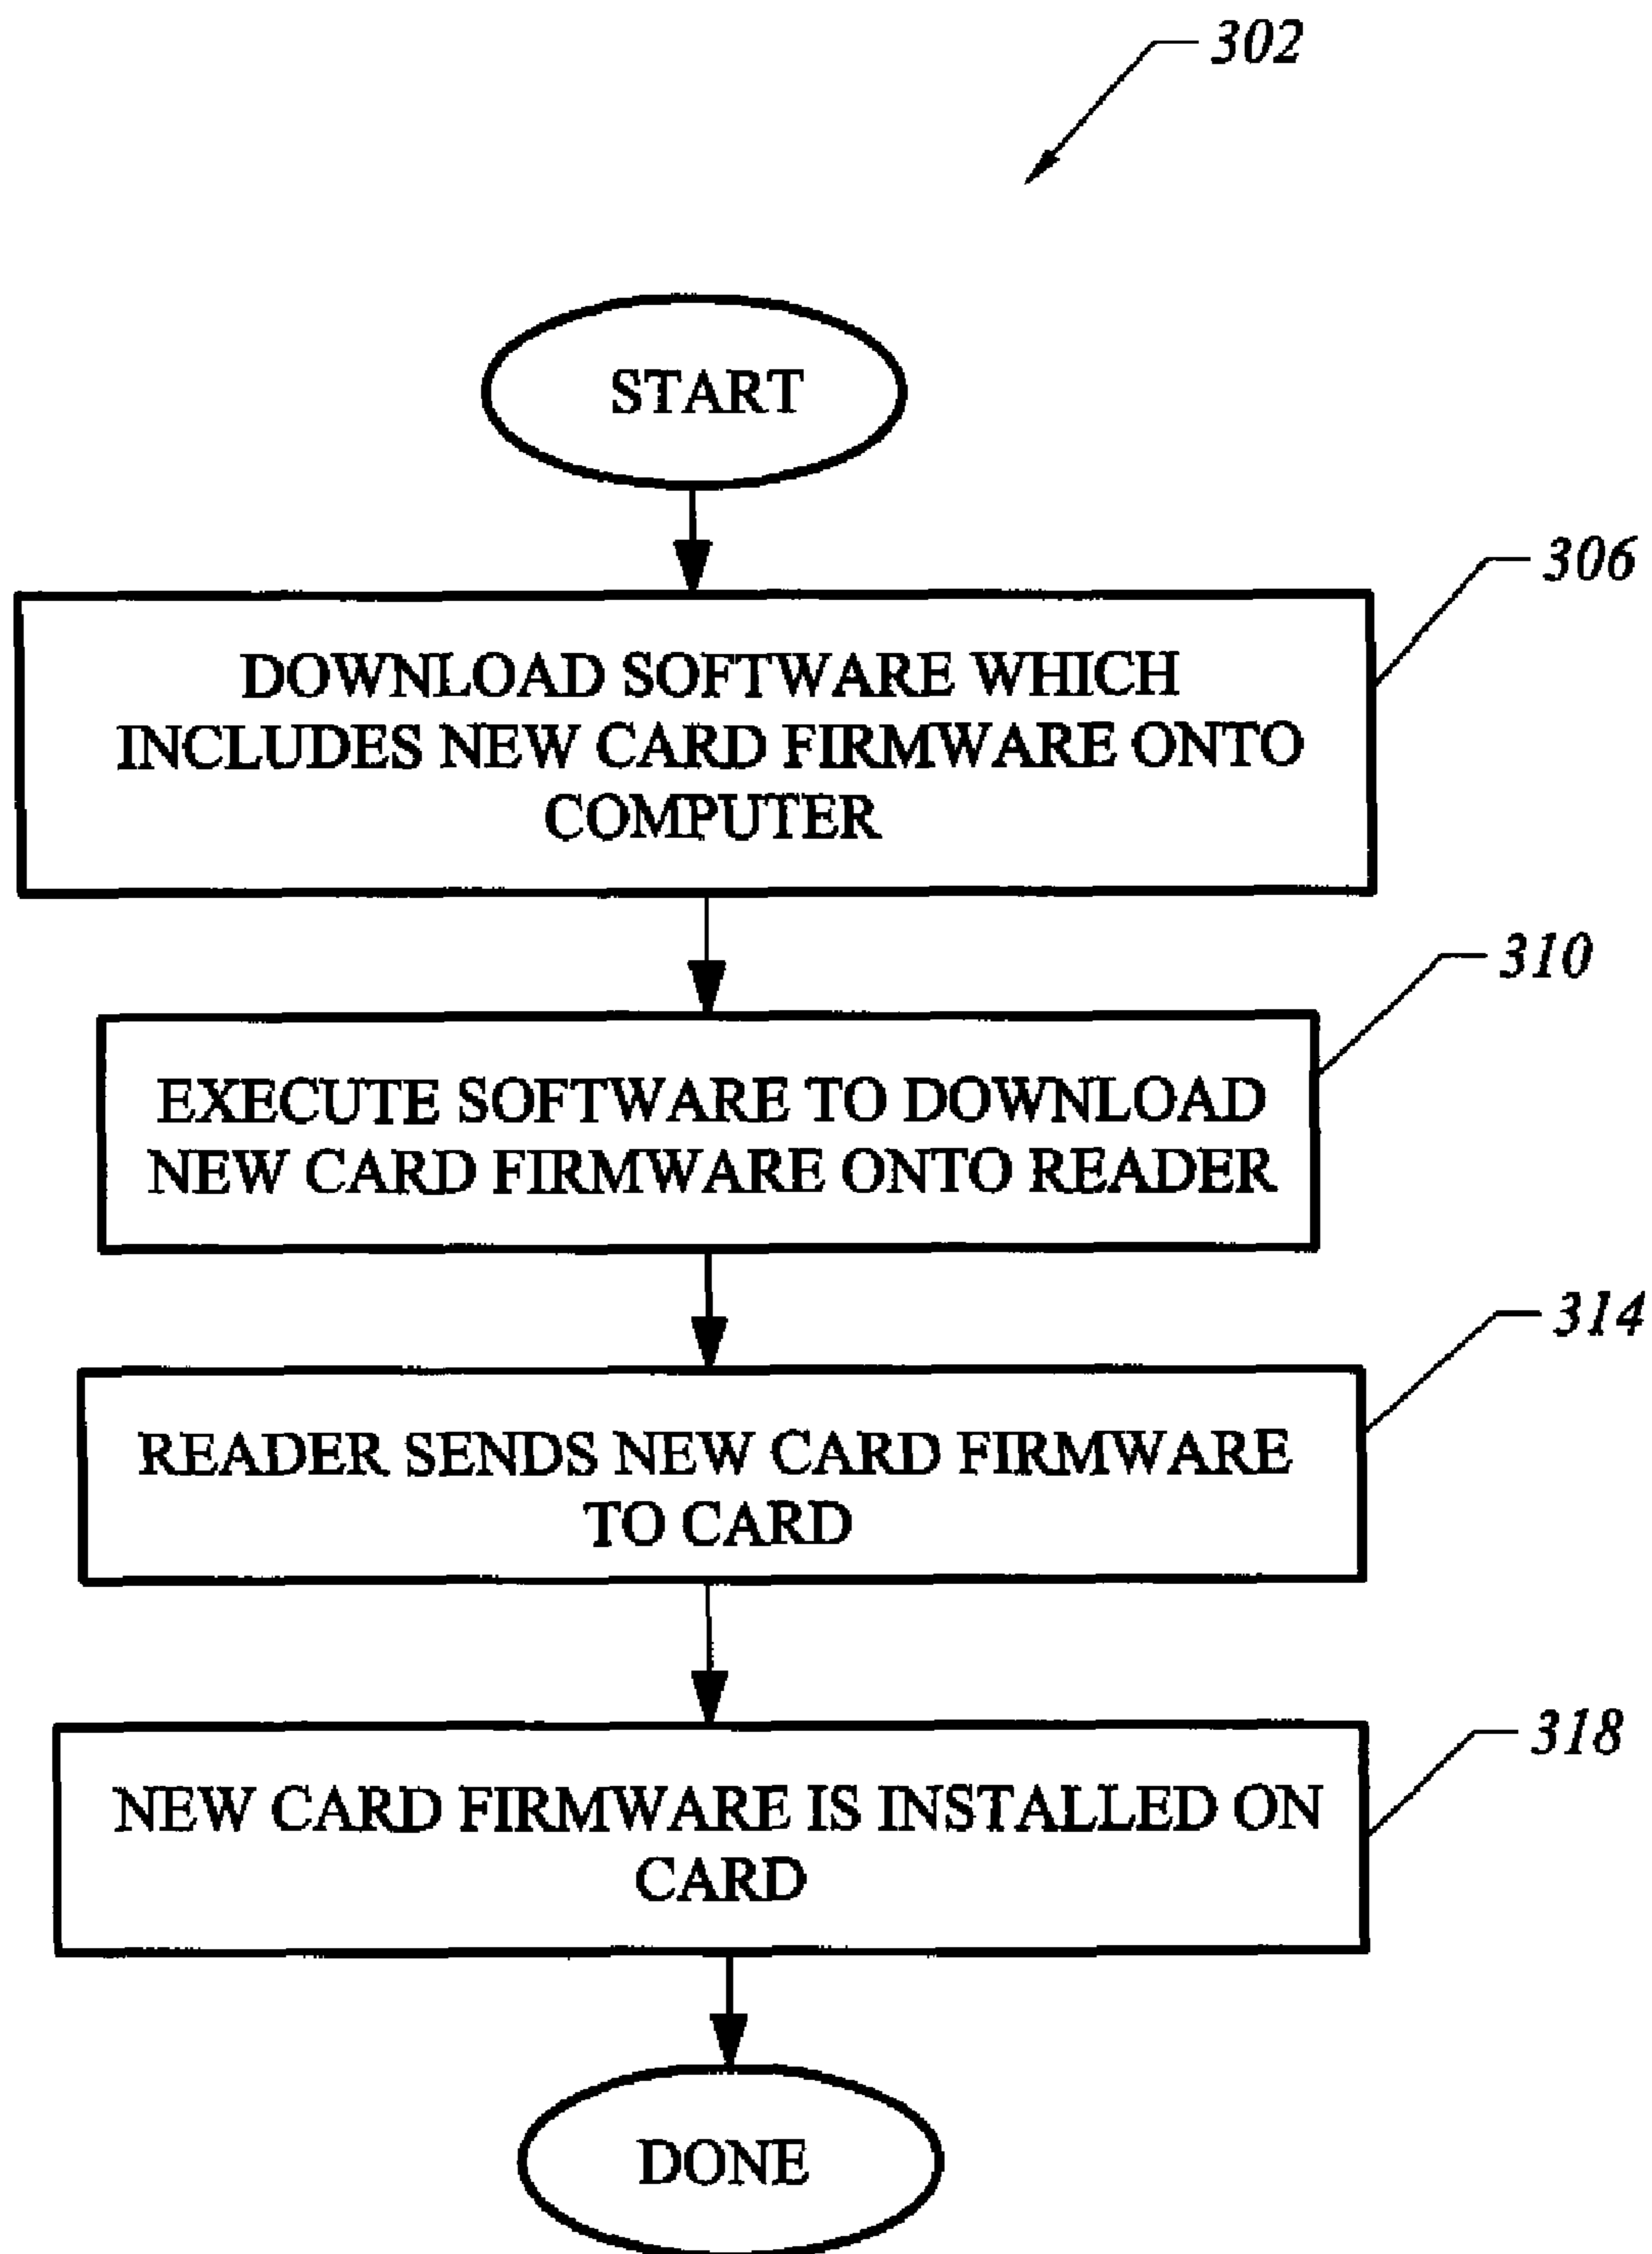 302
START
306
DOWNLOAD SOFTWARE WHICH
INCLUDES NEW CARD FIRMWARE ONTO
COMPUTER
310
EXECUTE SOFTWARE TO DOWNLOAD
NEW CARD FIRMWARE ONTO READER
314
READER SENDS NEW CARD FIRMWARE
TO CARD
318
NEW CARD FIRMWARE IS INSTALLED ON
CARD
DONE